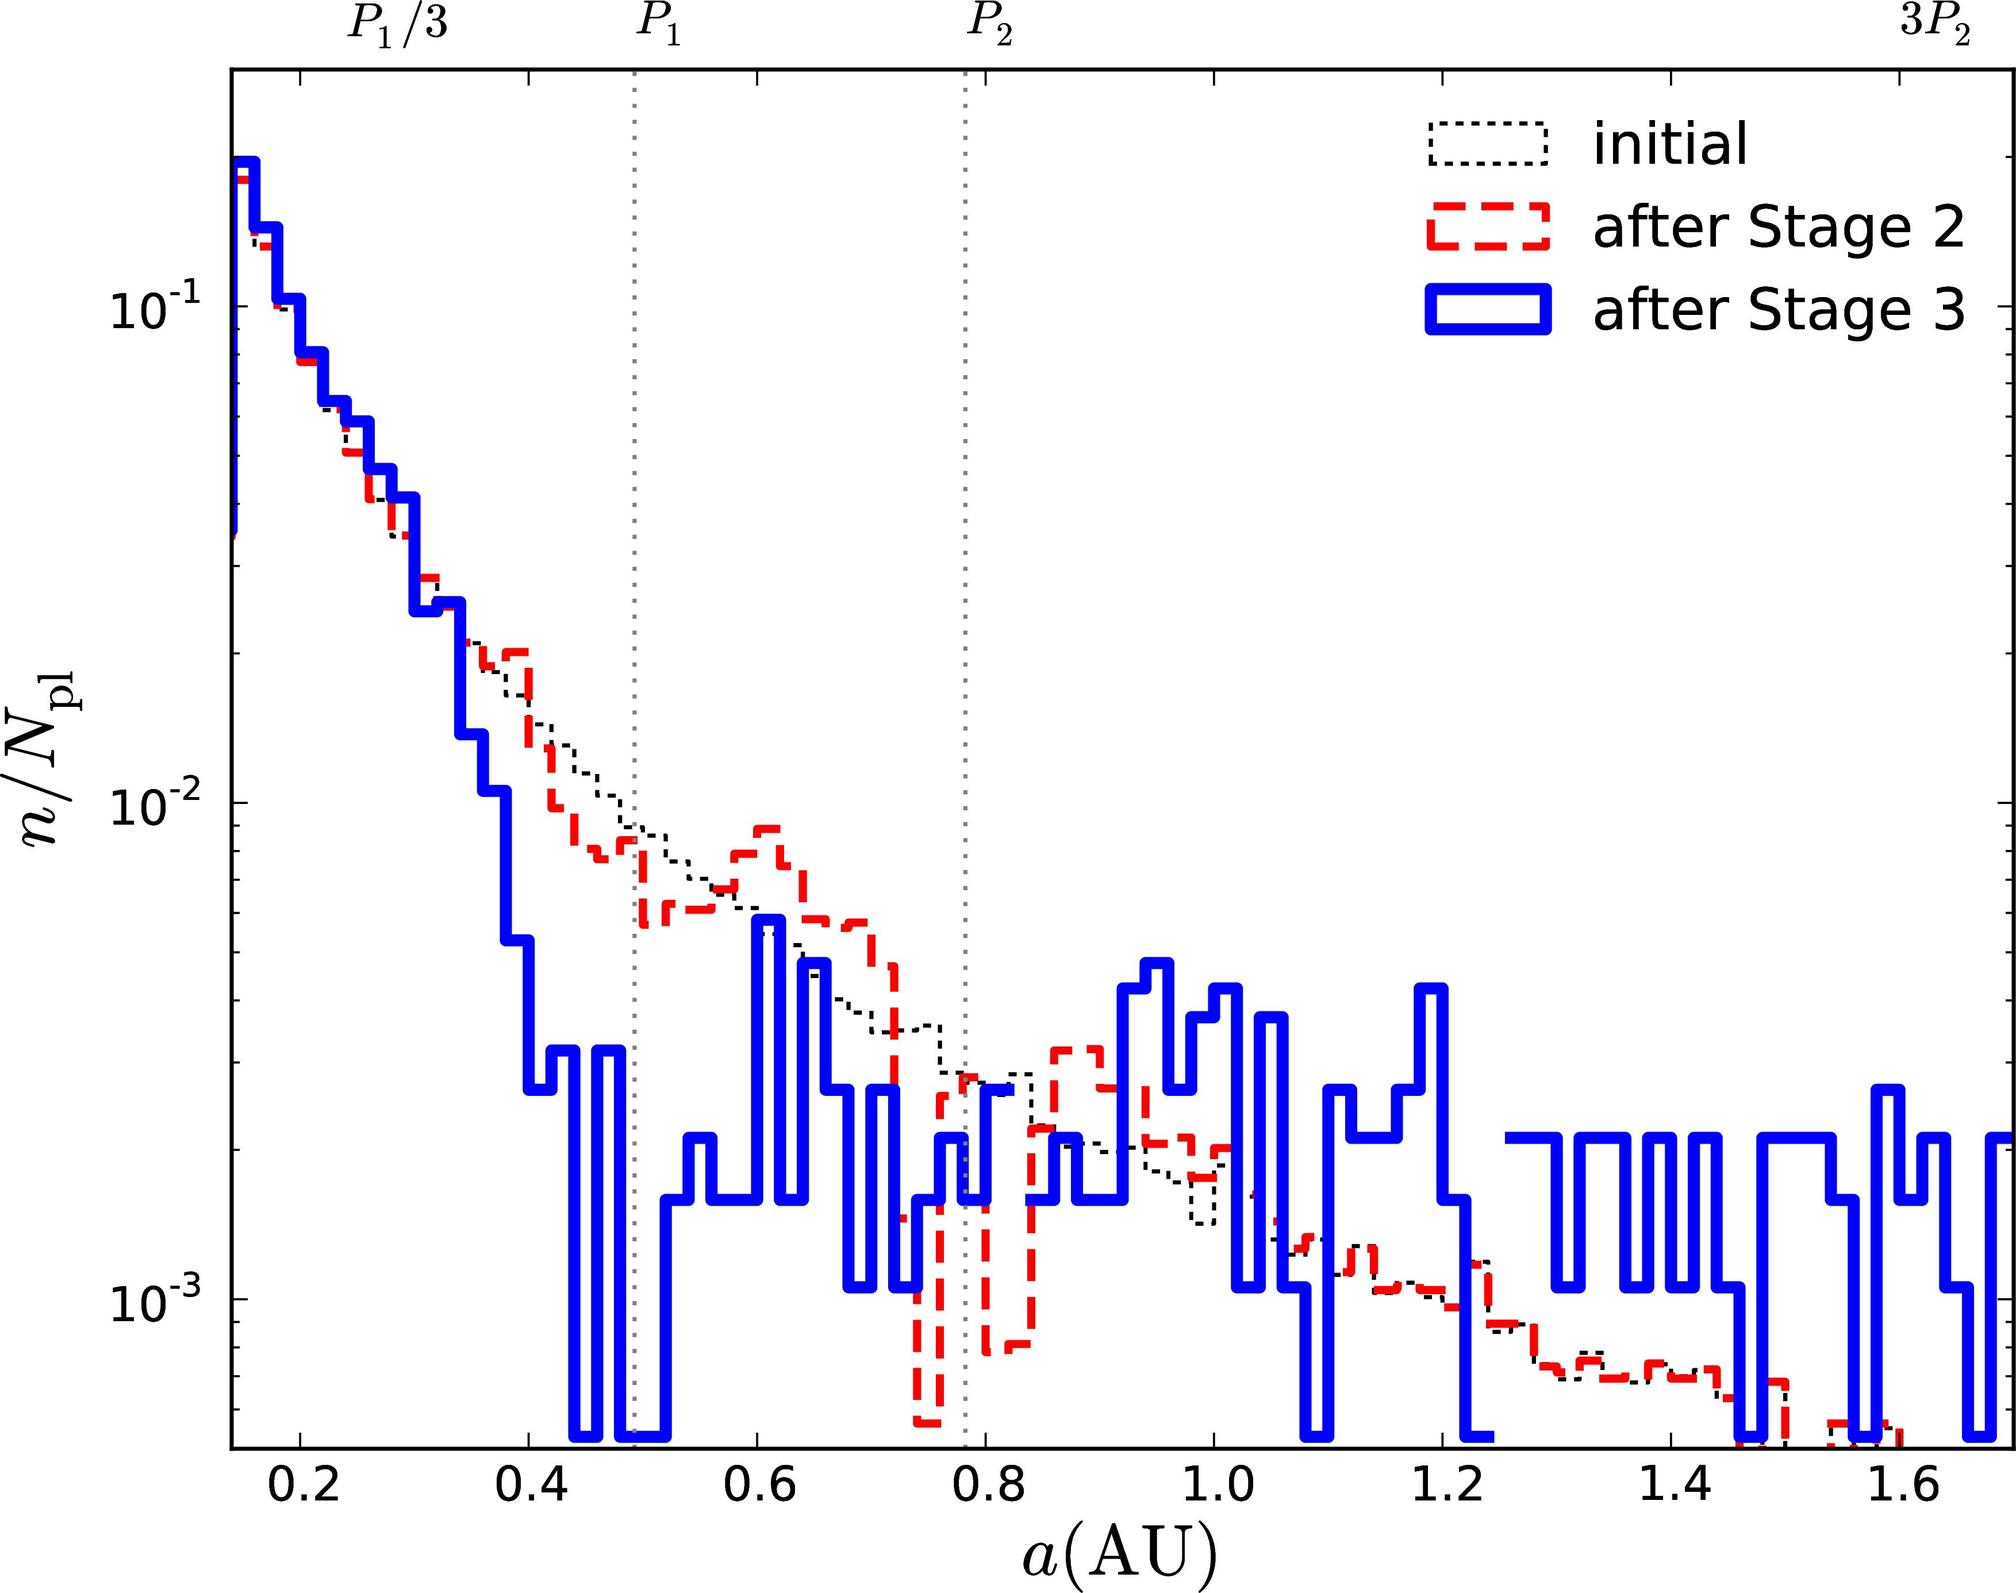 P₁/3 P₁ P₂ 3P₂
initial
after Stage 2
after Stage 3
10⁻¹
10⁻²
10⁻³
n/Nₚₗ
0.2 0.4 0.6 0.8 1.0 1.2 1.4 1.6
a(AU)